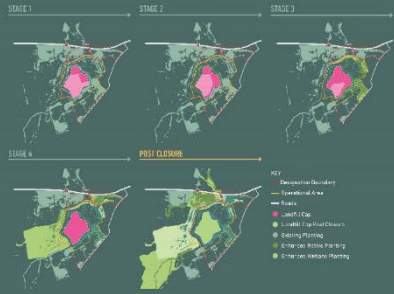 STAGE 1
STAGE 2
STAGE 3
STAGE 4
POST CLOSURE
KEY
Designation Boundary
Operational Area
Roads
Landfill Cap
Landfill Cap Post Closure
Existing Planting
Enhanced Native Planting
Enhanced Wetland Planting